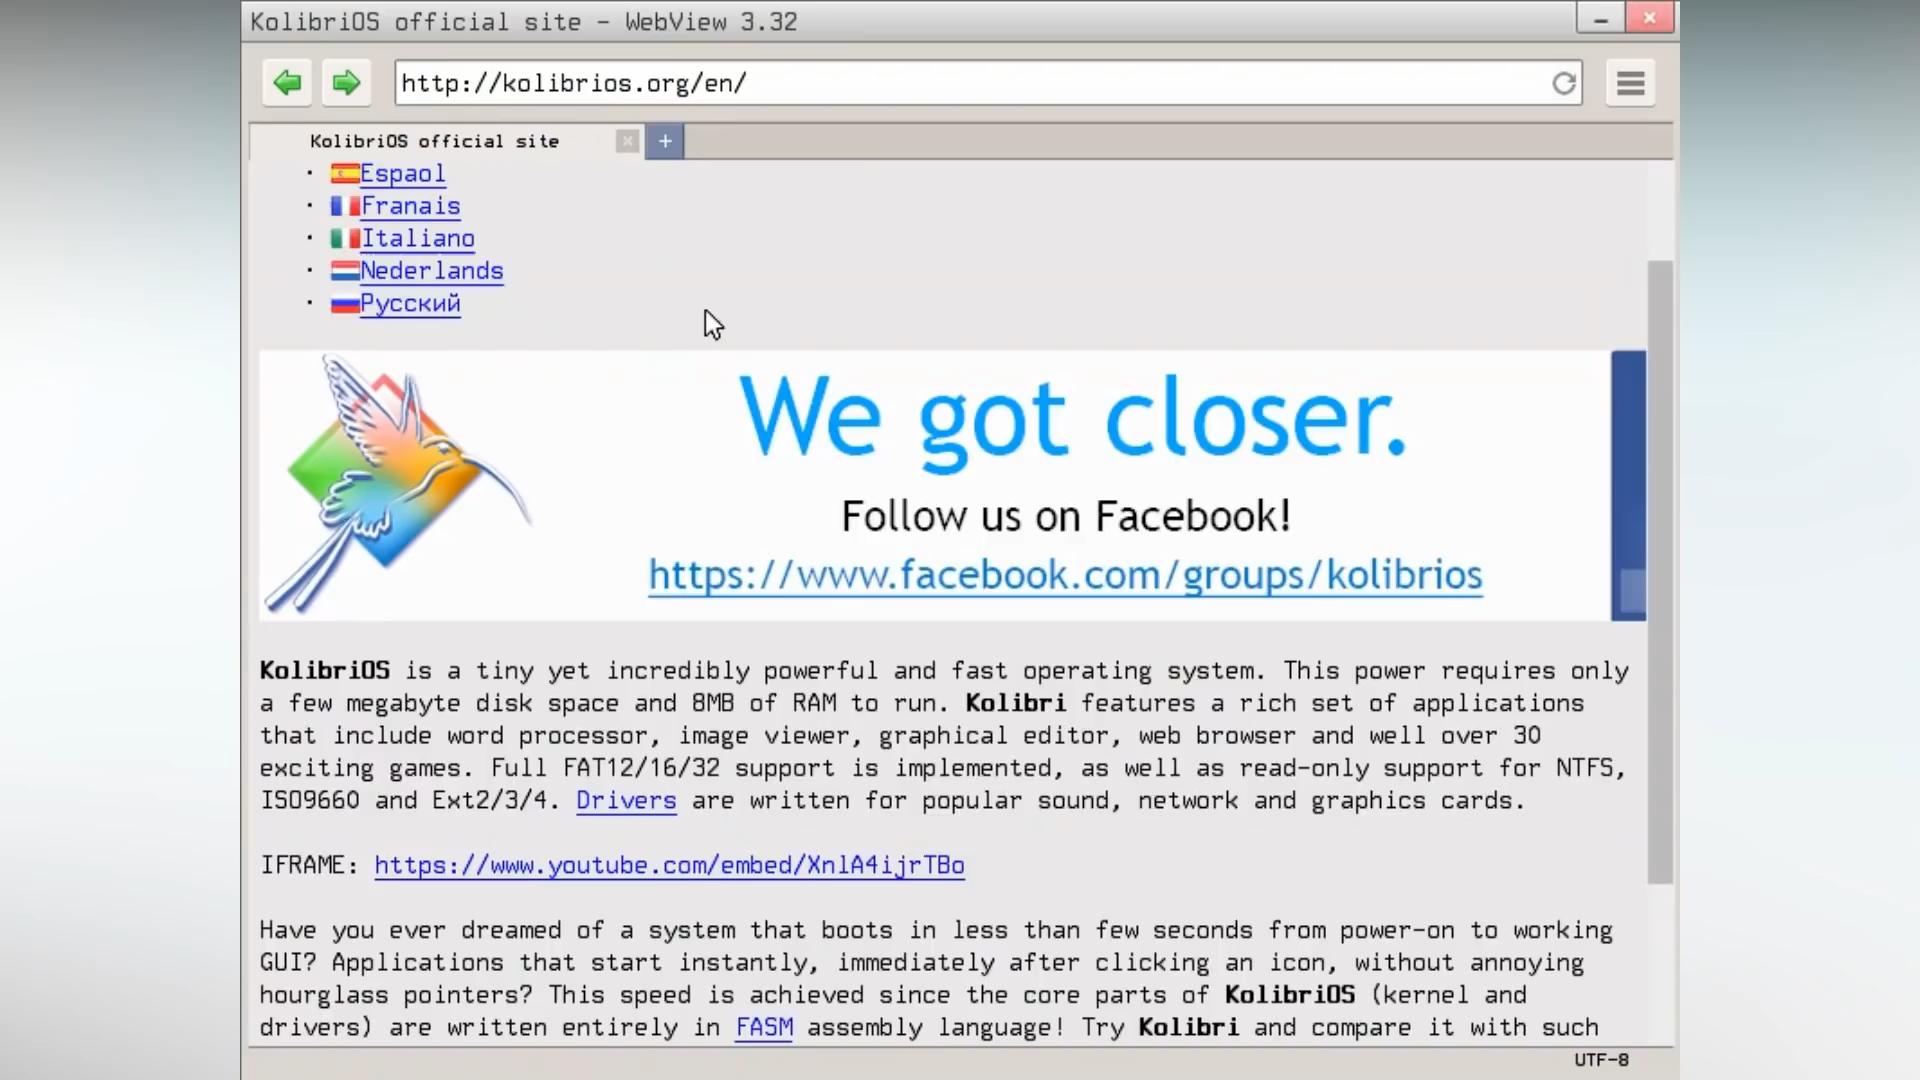 KolibriOS official site - WebView 3.32
http://kolibrios.org/en/
KolibriOS official site
Espaol
Franais
Italiano
Nederlands
Русский
We got closer.
Follow us on Facebook!
https://www.facebook.com/groups/kolibrios
KolibriOS is a tiny yet incredibly powerful and fast operating system. This power requires only
a few megabyte disk space and 8MB of RAM to run. Kolibri features a rich set of applications
that include word processor, image viewer, graphical editor, web browser and well over 30
exciting games. Full FAT12/16/32 support is implemented, as well as read-only support for NTFS,
ISO9660 and Ext2/3/4. Drivers are written for popular sound, network and graphics cards.
IFRAME: https://www.youtube.com/embed/XnlA4ijrTBo
Have you ever dreamed of a system that boots in less than few seconds from power-on to working
GUI? Applications that start instantly, immediately after clicking an icon, without annoying
hourglass pointers? This speed is achieved since the core parts of KolibriOS (kernel and
drivers) are written entirely in FASM assembly language! Try Kolibri and compare it with such
UTF-8